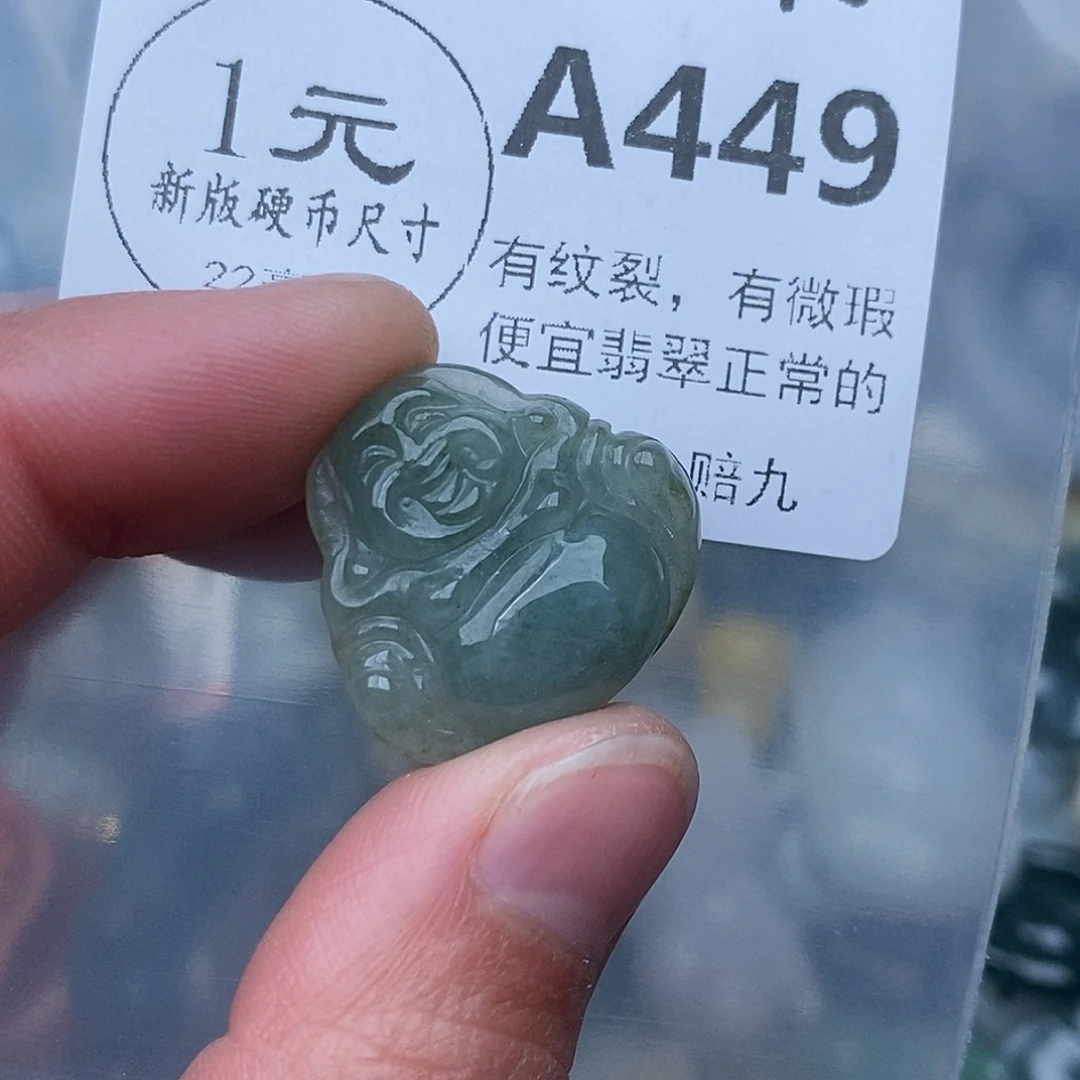 1元
新版硬币尺寸
22
A449
有纹裂，有微瑕
便宜翡翠正常的
赔九